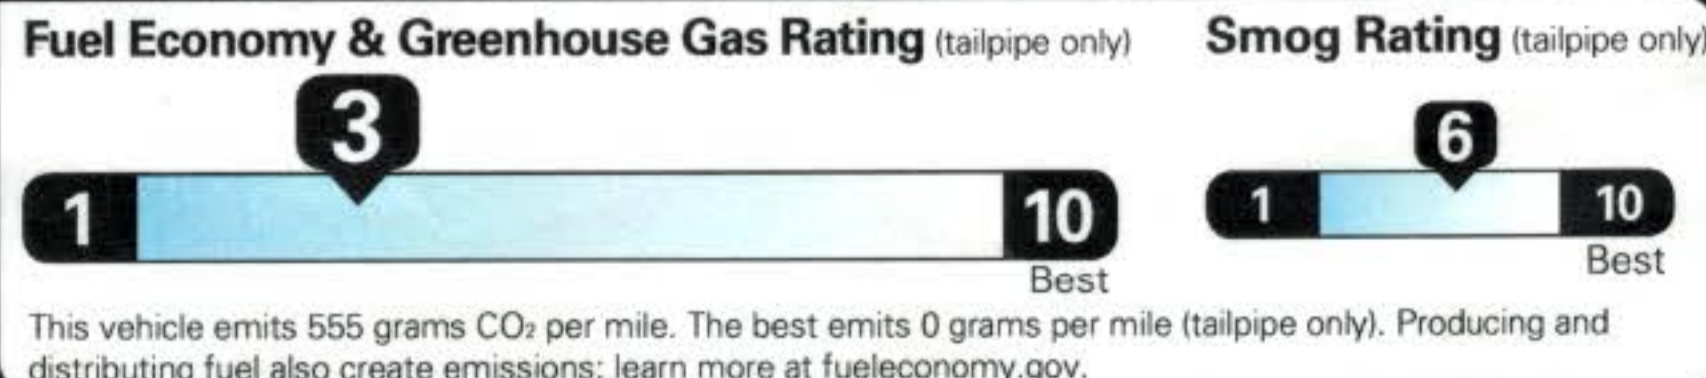 Fuel Economy & Greenhouse Gas Rating (tailpipe only)
Smog Rating (tailpipe only)
3
6
1
10
1
10
Best
Best
This vehicle emits 555 grams CO₂ per mile. The best emits 0 grams per mile (tailpipe only). Producing and
distributing fuel also create emissions; learn more at fueleconomy.gov.